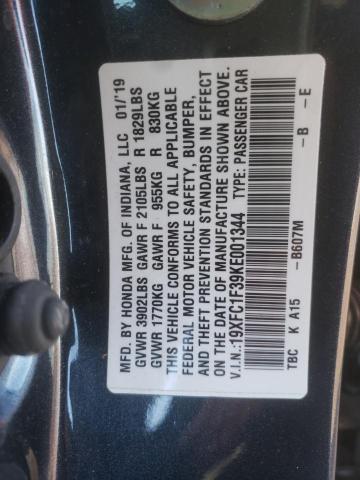 MFD. BY HONDA MFG. OF INDIANA, LLC 01/'19
GVWR 3902LBS GAWR F 2105LBS R 1829LBS
GVWR 1770KG GAWR F 955KG R 830KG
THIS VEHICLE CONFORMS TO ALL APPLICABLE
FEDERAL MOTOR VEHICLE SAFETY, BUMPER,
AND THEFT PREVENTION STANDARDS IN EFFECT
ON THE DATE OF MANUFACTURE SHOWN ABOVE.
V.I.N.:19XFC1F39KE001344 TYPE: PASSENGER CAR
TBC K A15 -B607M -B -E